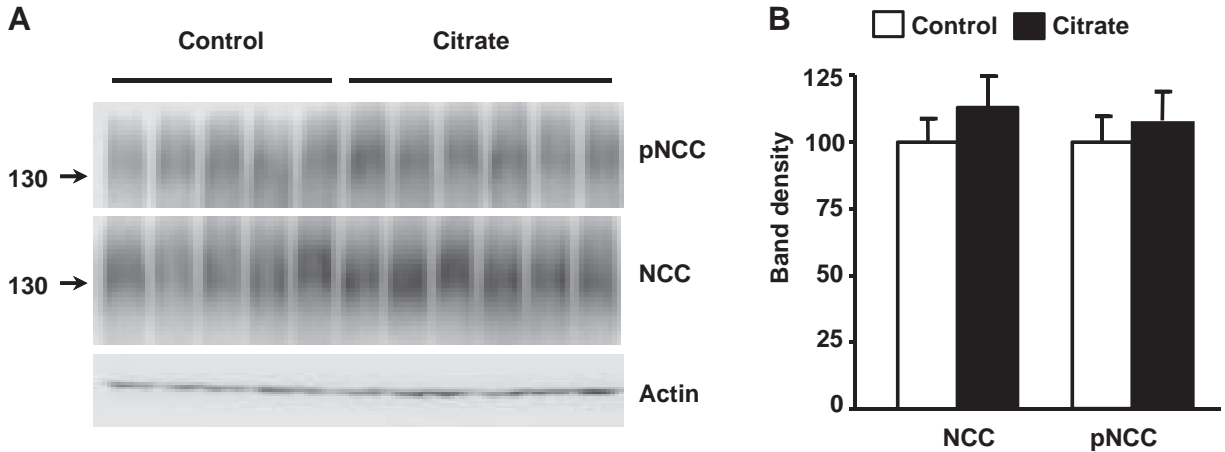 A
Control
Citrate
130
pNCC
130
NCC
Actin
B
Control
Citrate
Band density
125
100
75
50
25
0
NCC
pNCC